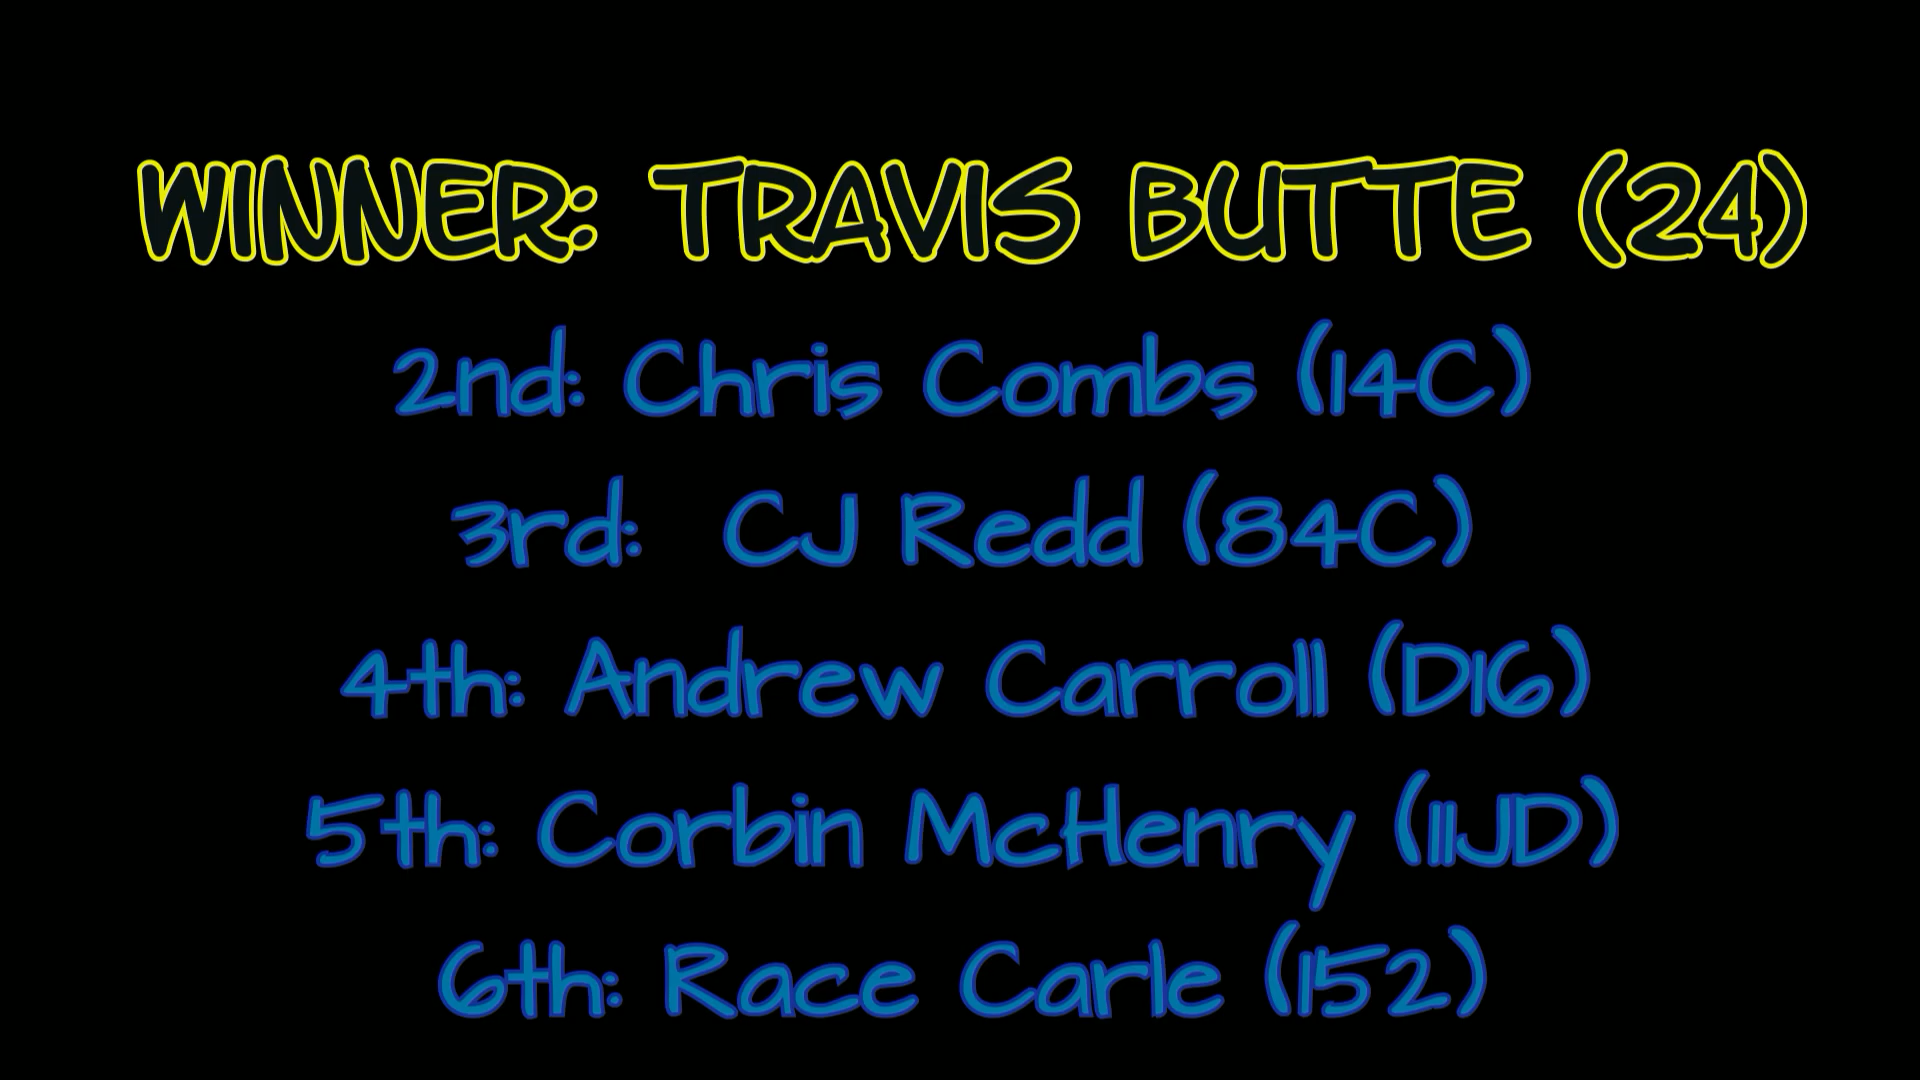 WINNER: TRAVIS BUTTE (24)
2nd: Chris Combs (14C)
3rd: CJ Redd (84C)
4th: Andrew Carroll (D16)
5th: Corbin McHenry (11JD)
6th: Race Carle (152)